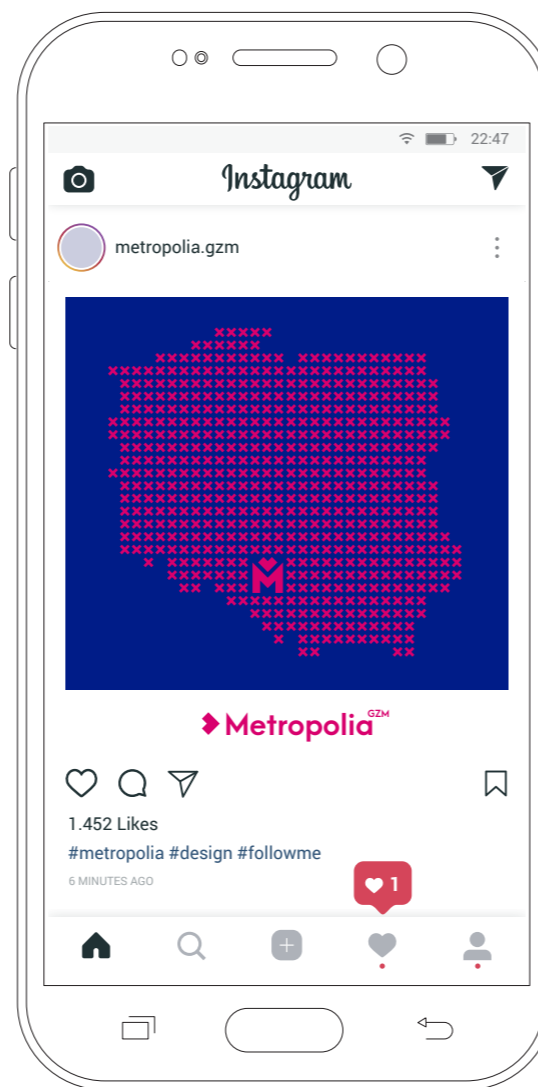 22:47
Instagram
metropolia.gzm
M
Metropolia GZM
1.452 Likes
#metropolia #design #followme
6 MINUTES AGO
1